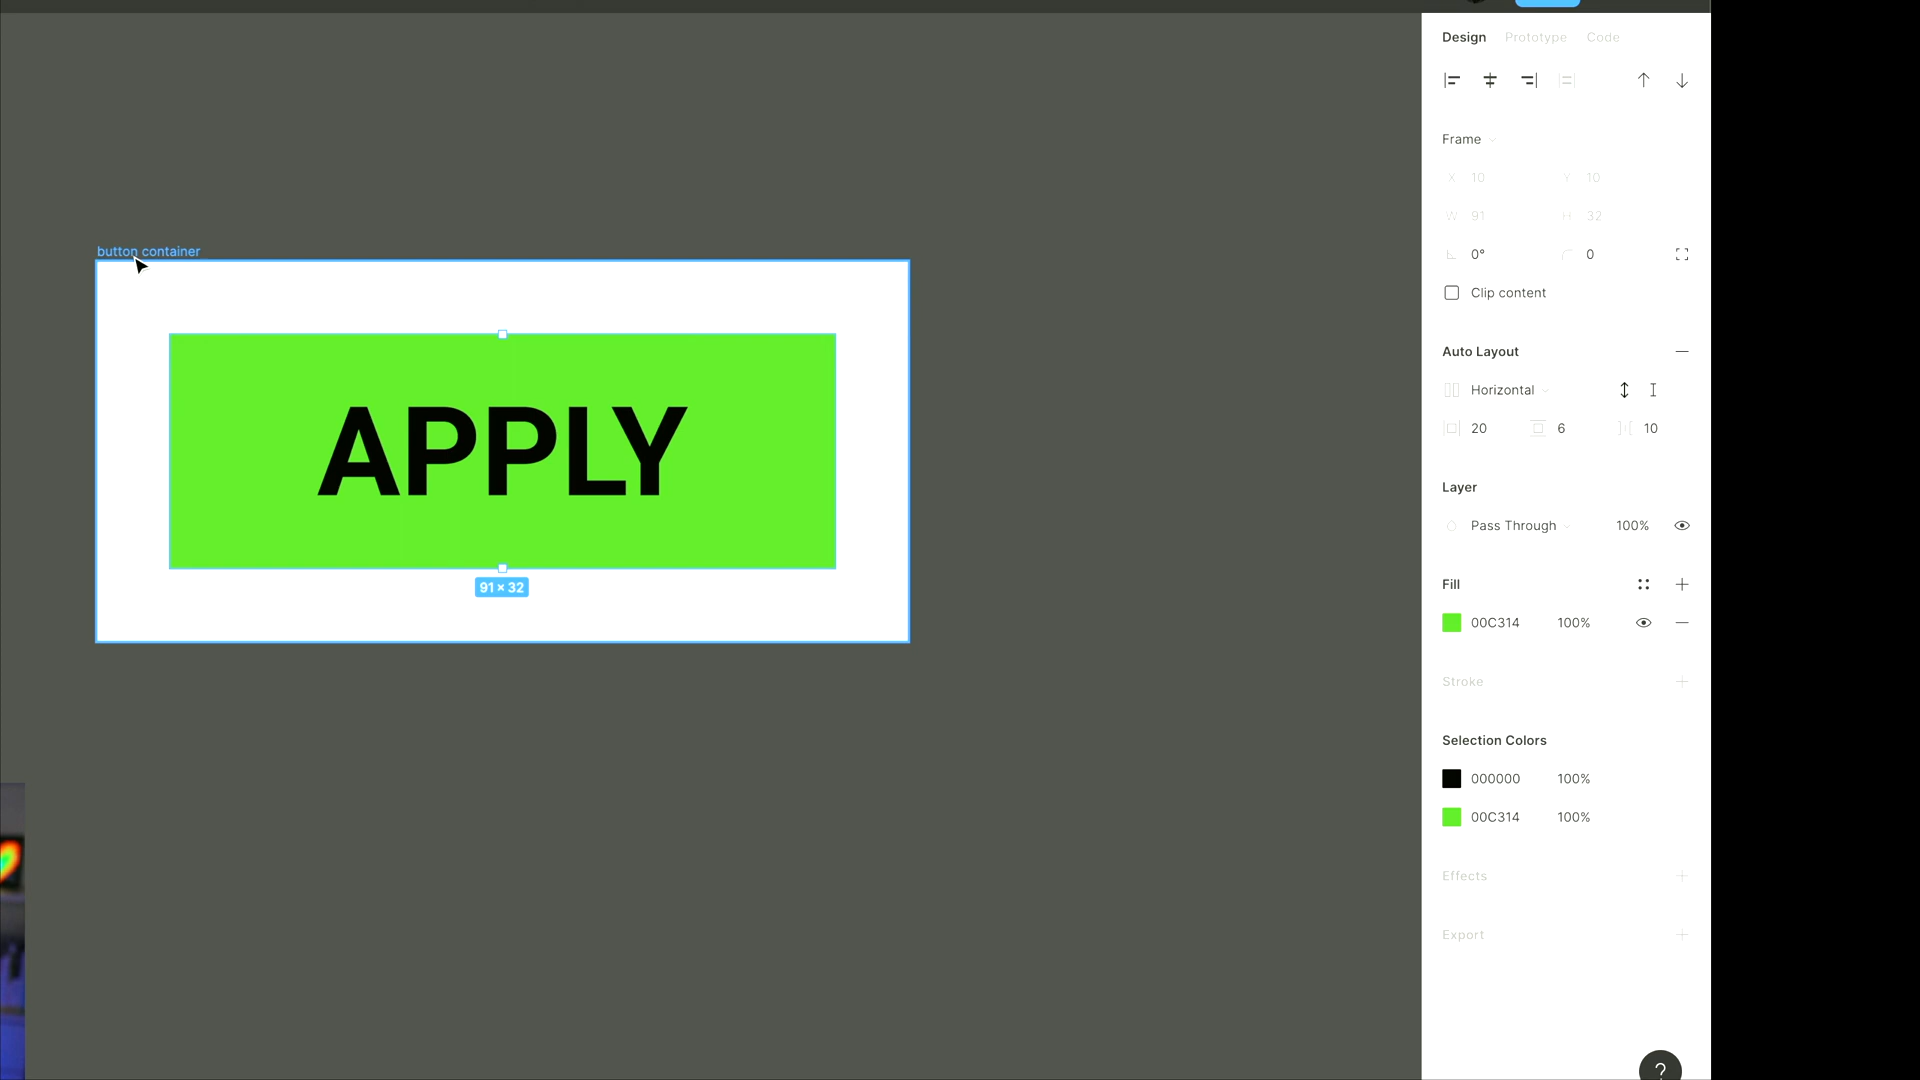 Design Prototype Code
Frame
X 10 Y 10
W 91 H 32
0° 0
Clip content
button container
APPLY
91 × 32
Auto Layout
Horizontal
20 6 10
Layer
Pass Through 100%
Fill
00C314 100%
Stroke
Selection Colors
000000 100%
00C314 100%
Effects
Export
?